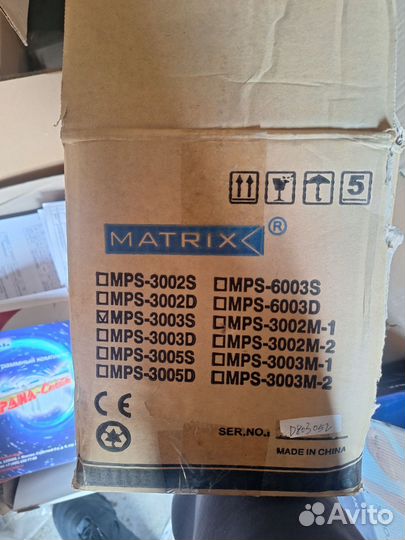 5
MATRIX®
☐MPS-3002S ☐MPS-6003S
☐MPS-3002D ☐MPS-6003D
☑MPS-3003S ☐MPS-3002M-1
☐MPS-3003D ☐MPS-3002M-2
☐MPS-3005S ☐MPS-3003M-1
☐MPS-3005D ☐MPS-3003M-2
CE
SER.NO.:
MADE IN CHINA
Avito